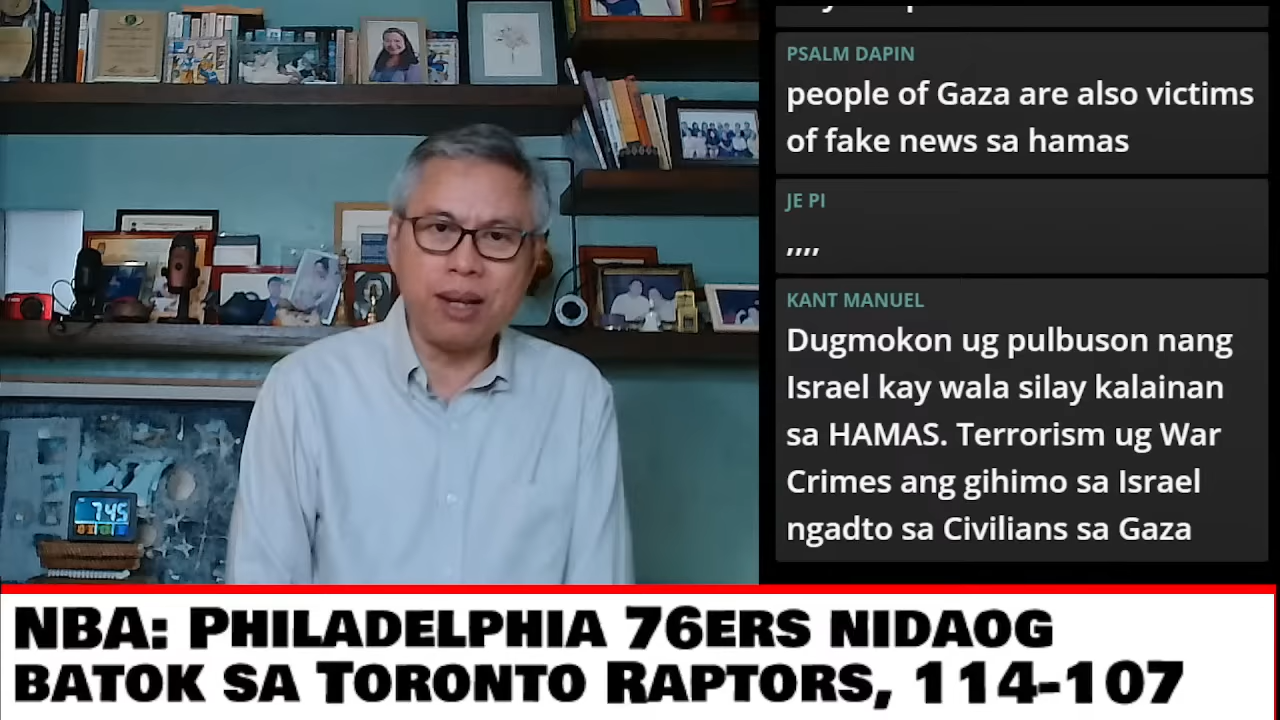 PSALM DAPIN
people of Gaza are also victims
of fake news sa hamas
JE PI
,,,,
KANT MANUEL
Dugmokon ug pulbuson nang
Israel kay wala silay kalainan
sa HAMAS. Terrorism ug War
Crimes ang gihimo sa Israel
ngadto sa Civilians sa Gaza
7:45
NBA: PHILADELPHIA 76ERS NIDAOG
BATOK SA TORONTO RAPTORS, 114-107